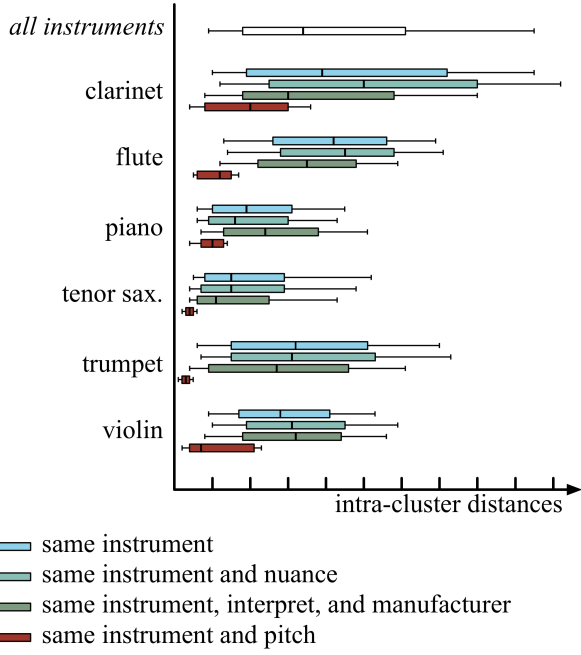 all instruments
clarinet
flute
piano
tenor sax.
trumpet
violin
intra-cluster distances
same instrument
same instrument and nuance
same instrument, interpret, and manufacturer
same instrument and pitch